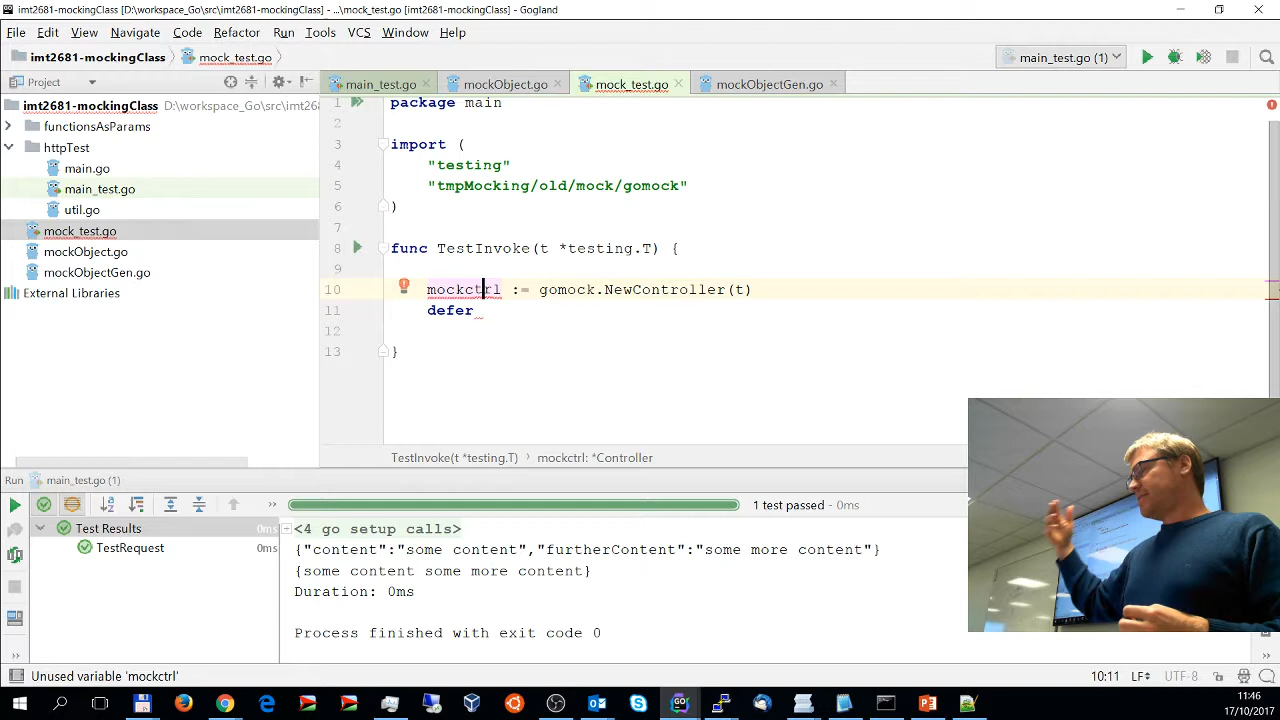 imt2681-mockingClass [D:\workspace_Go\src\imt2681-mockingClass] - ...\mock_test.go [imt2681-mockingClass] - Gogland
File Edit View Navigate Code Refactor Run Tools VCS Window Help
imt2681-mockingClass mock_test.go main_test.go (1)
Project main_test.go mockObject.go mock_test.go mockObjectGen.go
imt2681-mockingClass D:\workspace_Go\src\imt26
functionsAsParams
httpTest
main.go
main_test.go
util.go
mock_test.go
mockObject.go
mockObjectGen.go
External Libraries
1 package main
2
3 import (
4 "testing"
5 "tmpMocking/old/mock/gomock"
6 )
7
8 func TestInvoke(t *testing.T) {
9
10 mockctrl := gomock.NewController(t)
11 defer
12
13 }
TestInvoke(t *testing.T) › mockctrl: *Controller
Run main_test.go (1)
1 test passed - 0ms
Test Results 0ms
TestRequest 0ms
<4 go setup calls>
{"content":"some content","furtherContent":"some more content"}
{some content some more content}
Duration: 0ms
Process finished with exit code 0
Unused variable 'mockctrl' 10:11 LF÷ UTF-8 ÷
11:46
17/10/2017